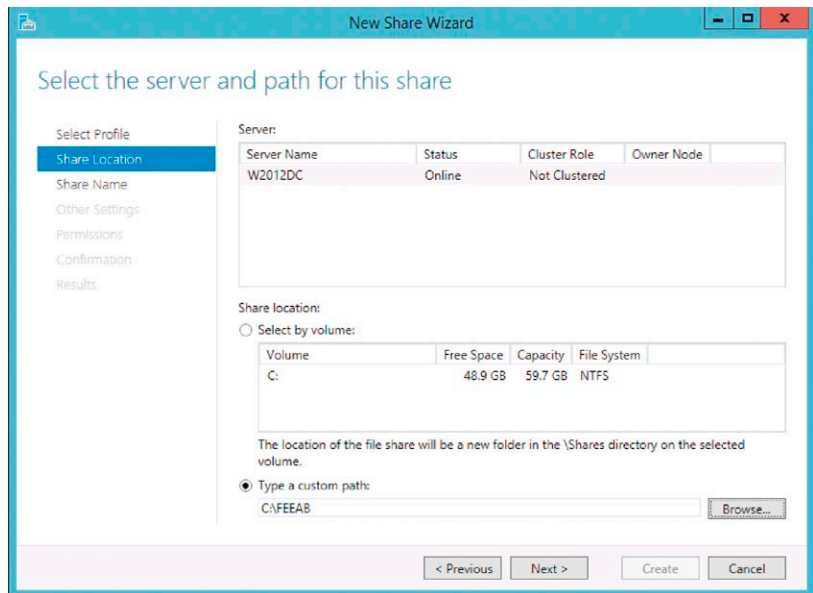 New Share Wizard
Select the server and path for this share
Select Profile
Share Location
Share Name
Other Settings
Permissions
Confirmation
Results
Server:
Server Name Status Cluster Role Owner Node
W2012DC Online Not Clustered
Share location:
Select by volume:
Volume Free Space Capacity File System
C: 48.9 GB 59.7 GB NTFS
The location of the file share will be a new folder in the \Shares directory on the selected
volume.
Type a custom path:
C:\FEEAB
Browse...
< Previous Next > Create Cancel